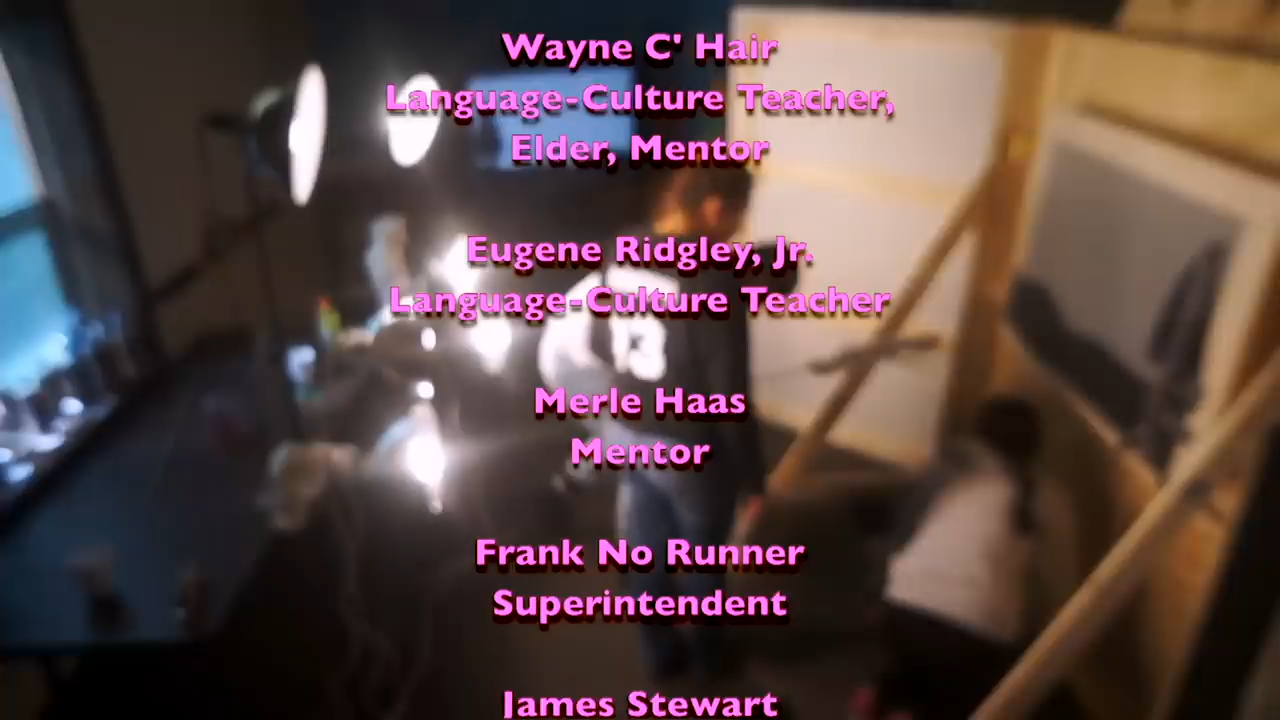 Wayne C' Hair
Language-Culture Teacher,
Elder, Mentor
Eugene Ridgley, Jr.
Language-Culture Teacher
13
Merle Haas
Mentor
Frank No Runner
Superintendent
James Stewart